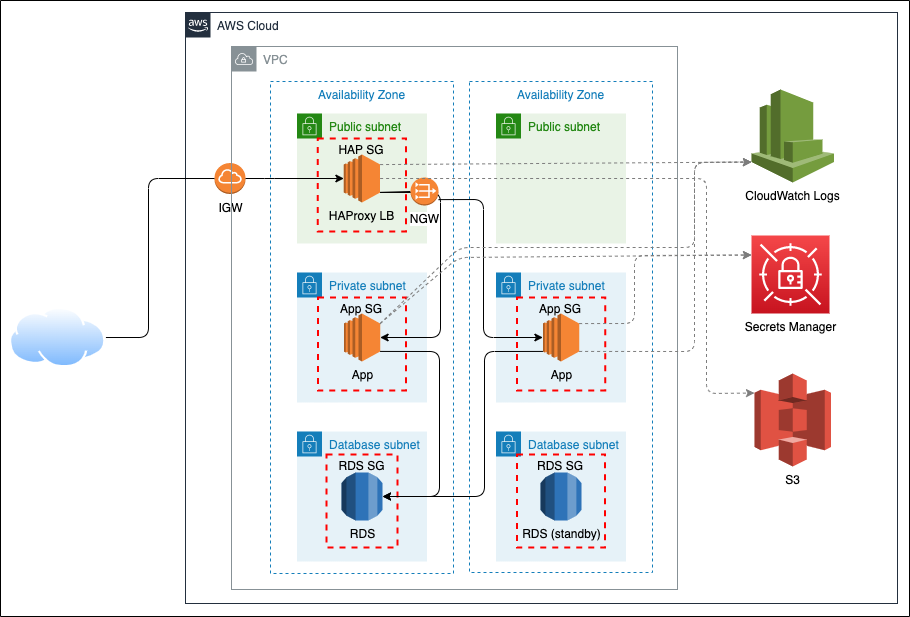 aws
AWS Cloud
VPC
Availability Zone
Availability Zone
Public subnet
Public subnet
HAP SG
HAProxy LB
NGW
IGW
CloudWatch Logs
Private subnet
Private subnet
App SG
App SG
App
App
Secrets Manager
Database subnet
Database subnet
RDS SG
RDS SG
RDS
RDS (standby)
S3